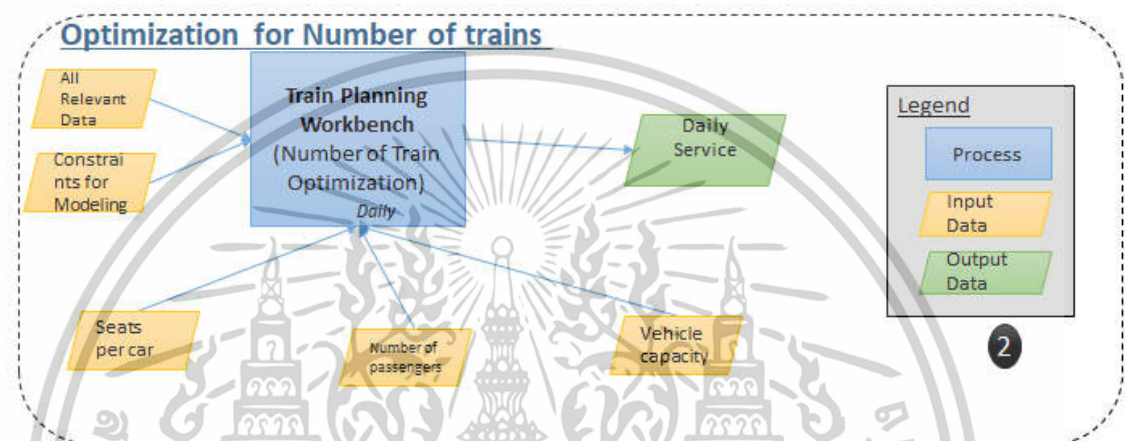 Optimization for Number of trains
All
Relevant
Data
Constrai
nts for
Modeling
Train Planning
Workbench
(Number of Train
Optimization)
Daily
Daily
Service
Seats
per car
Number of
passengers
Vehicle
capacity
Legend
Process
Input
Data
Output
Data
2